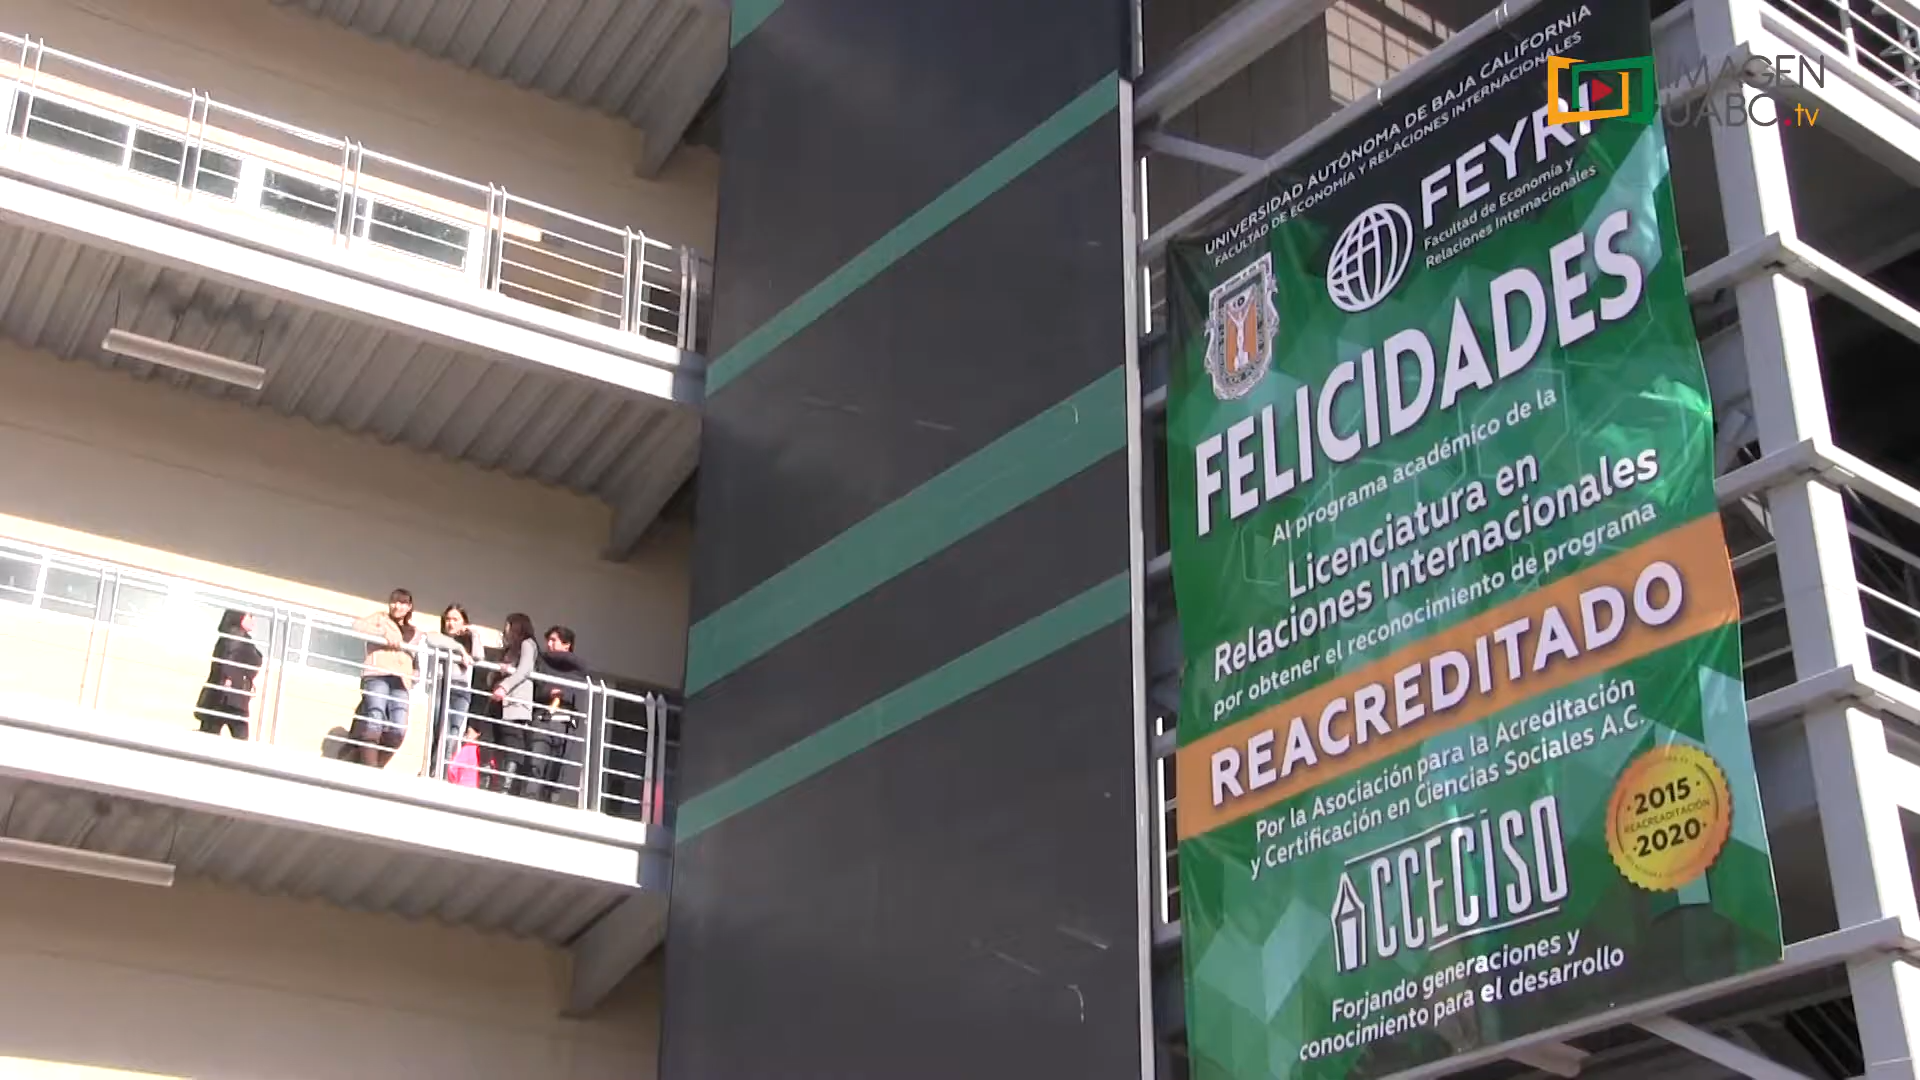 IMAGEN
UABC.tv
UNIVERSIDAD AUTÓNOMA DE BAJA CALIFORNIA
FACULTAD DE ECONOMÍA Y RELACIONES INTERNACIONALES
FEYRI
Facultad de Economía y
Relaciones Internacionales
FELICIDADES
Al programa académico de la
Licenciatura en
Relaciones Internacionales
por obtener el reconocimiento de programa
REACREDITADO
Por la Asociación para la Acreditación
y Certificación en Ciencias Sociales A.C.
·2015·
REACREADITACIÓN
·2020·
ACCECISO
Forjando generaciones y
conocimiento para el desarrollo